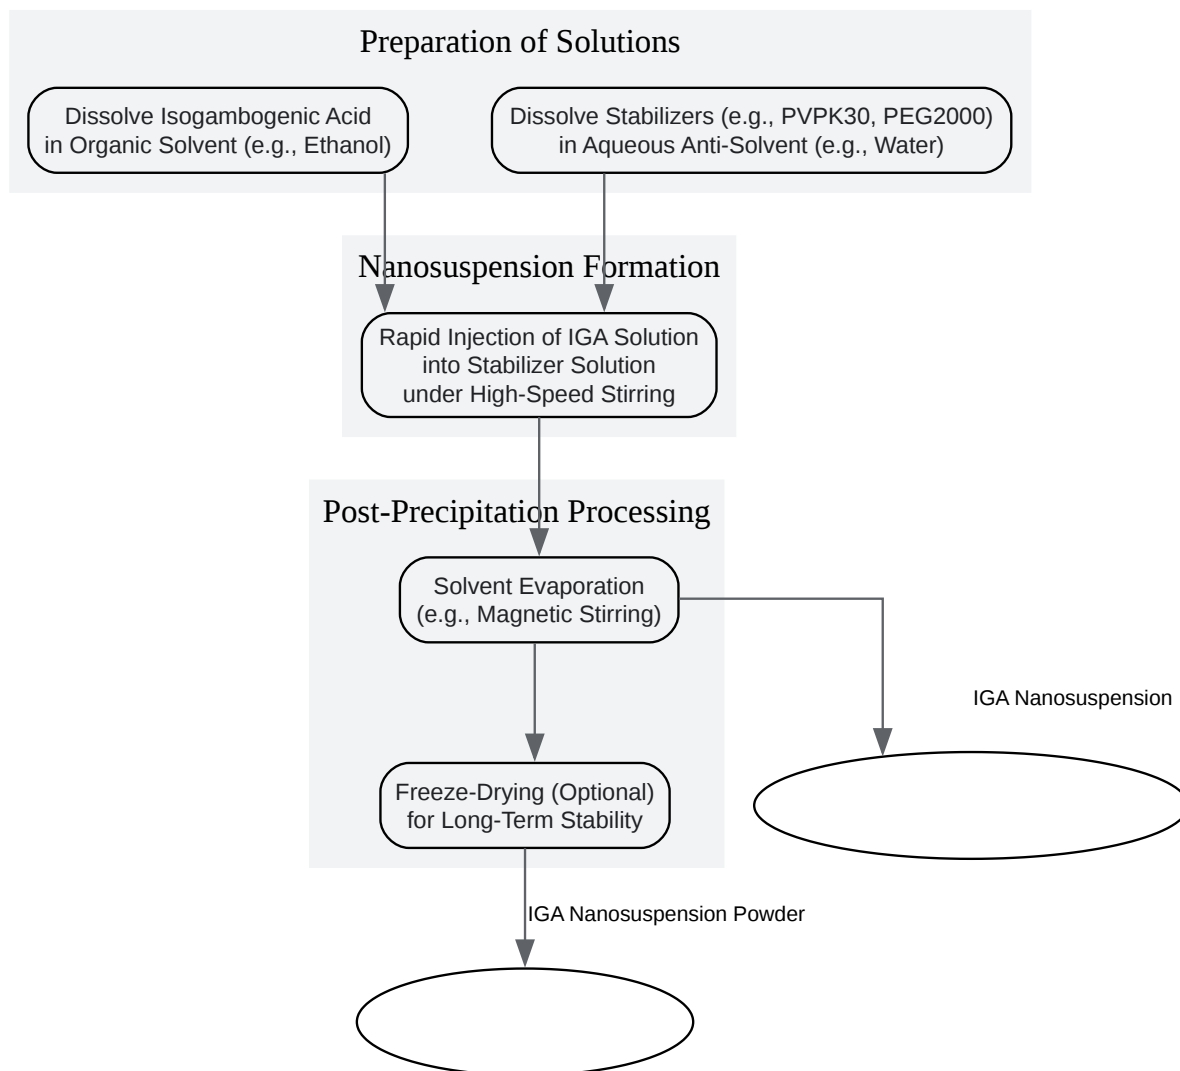 Preparation of Solutions
Dissolve Isogambogenic Acid
in Organic Solvent (e.g., Ethanol)
Dissolve Stabilizers (e.g., PVPK30, PEG2000)
in Aqueous Anti-Solvent (e.g., Water)
Nanosuspension Formation
Rapid Injection of IGA Solution
into Stabilizer Solution
under High-Speed Stirring
Post-Precipitation Processing
Solvent Evaporation
(e.g., Magnetic Stirring)
IGA Nanosuspension
Freeze-Drying (Optional)
for Long-Term Stability
IGA Nanosuspension Powder